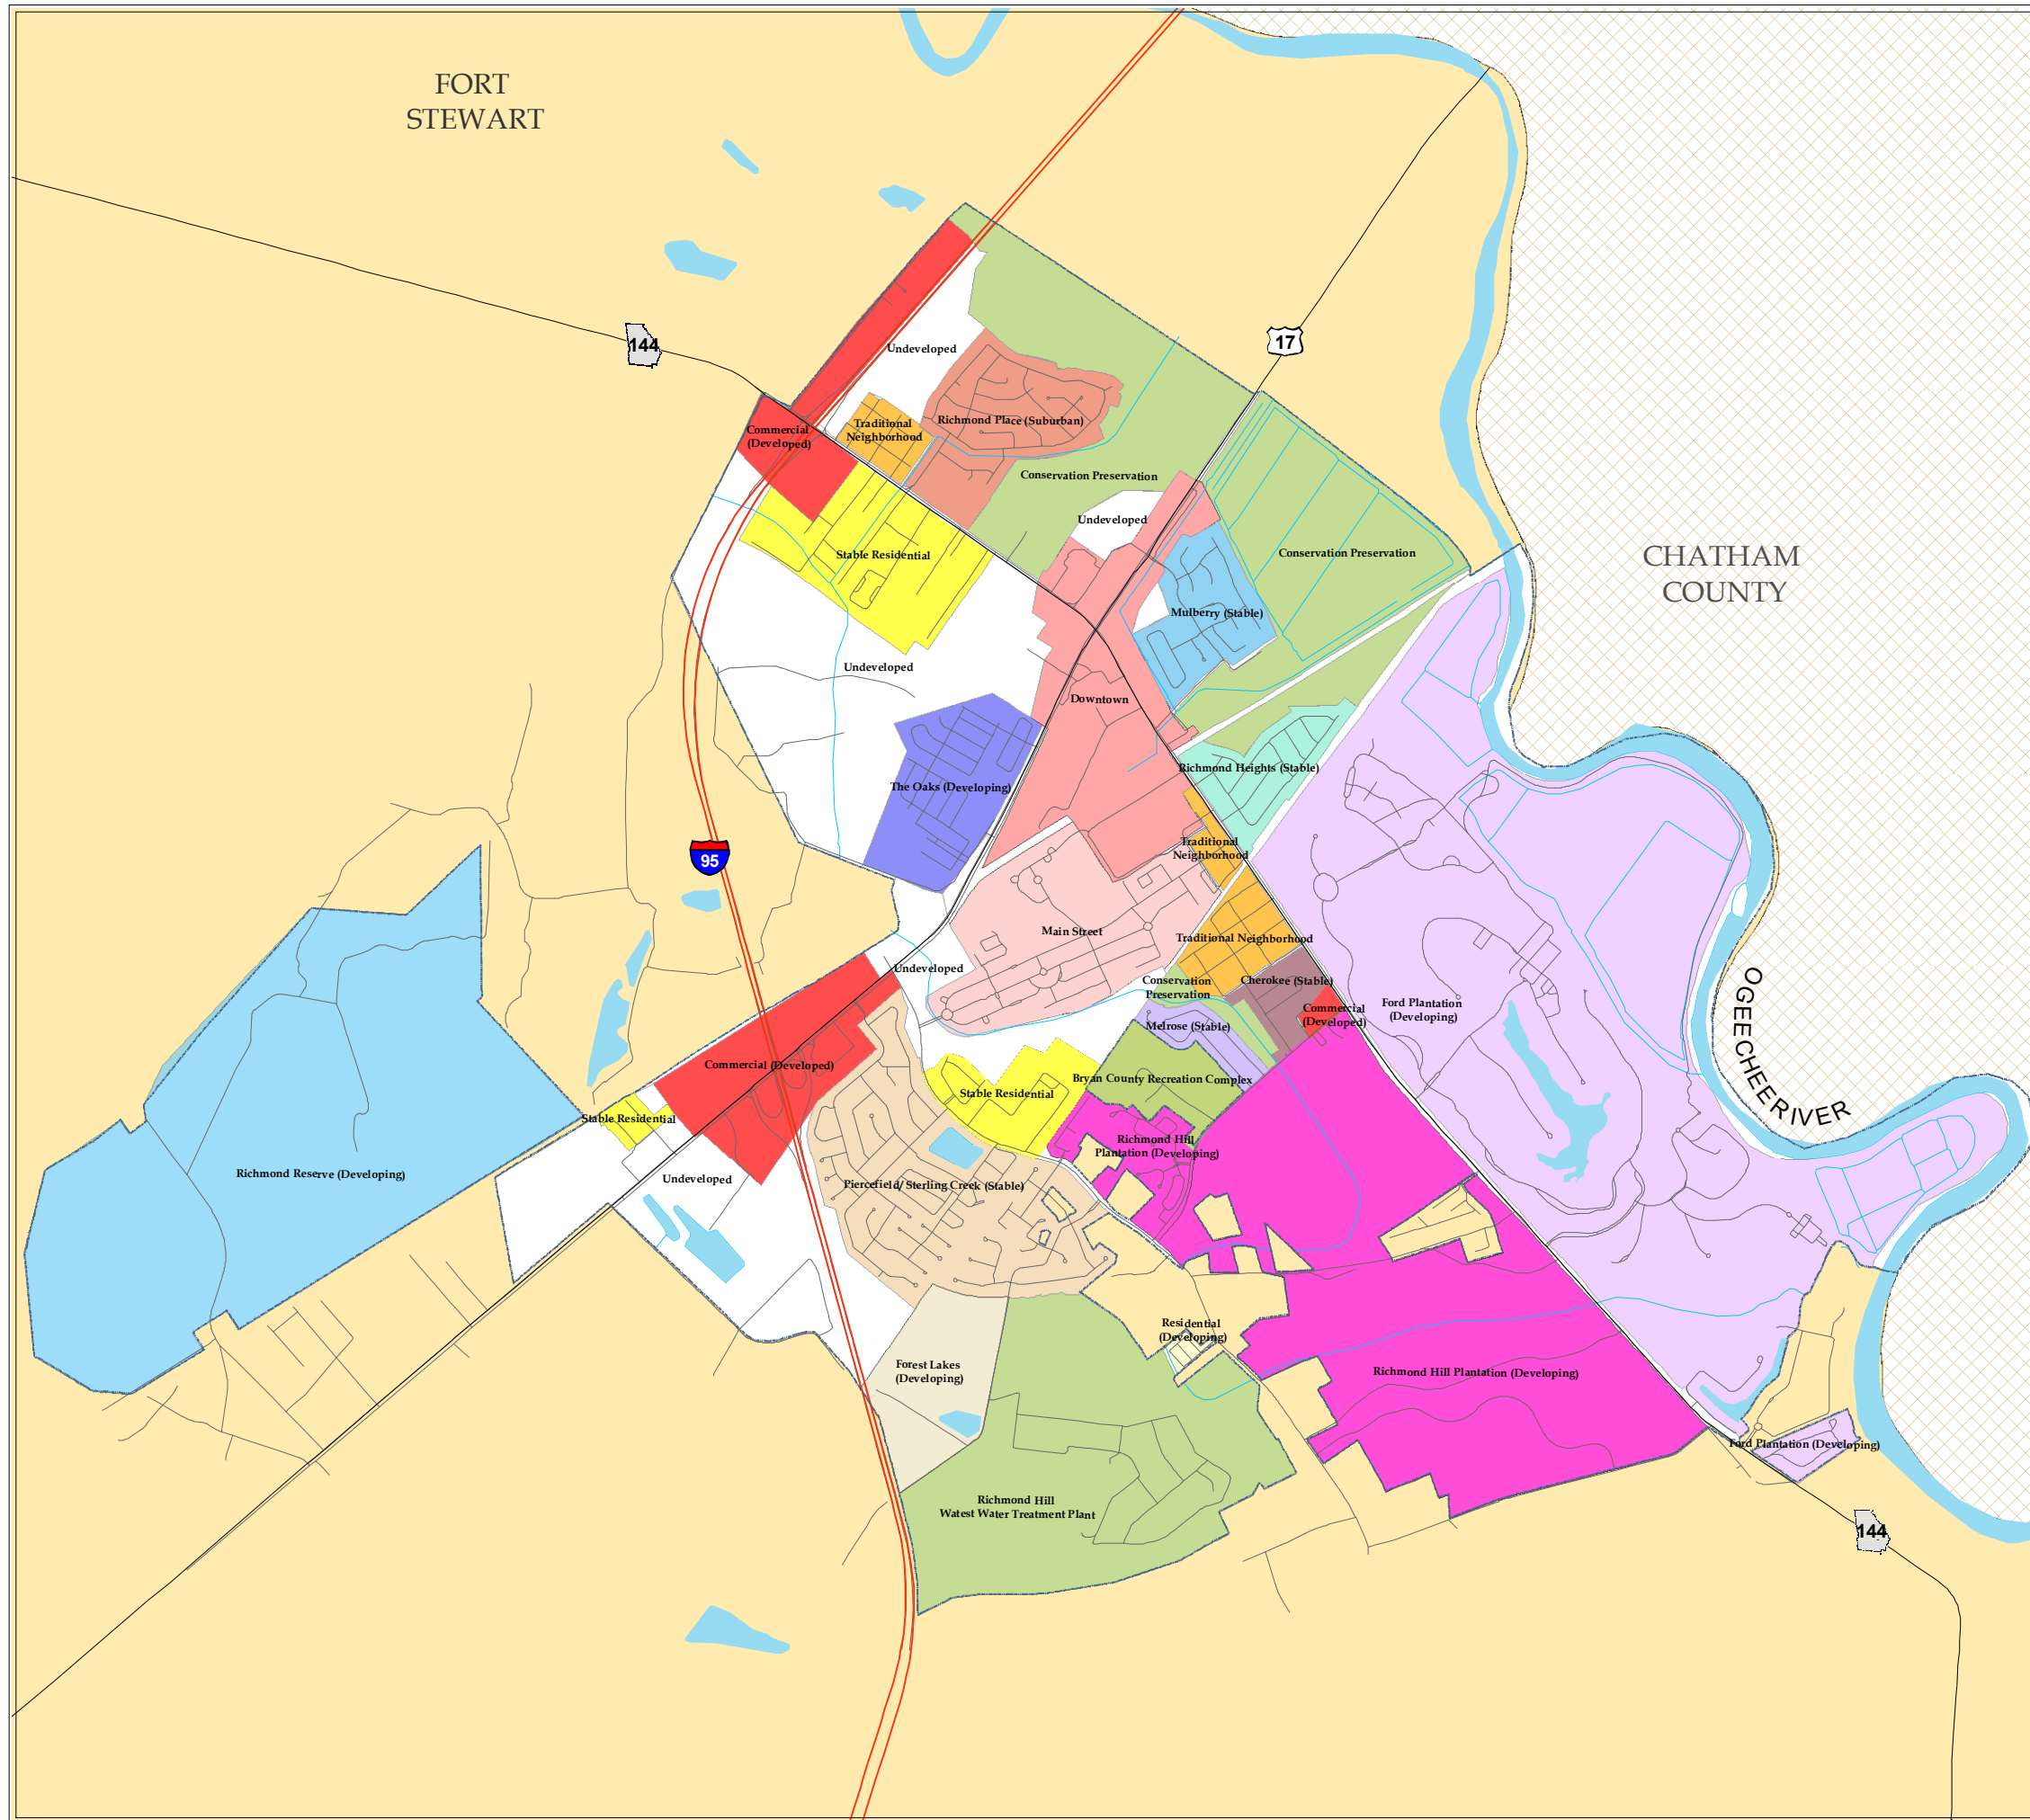 FORT
STEWART
144
17
Undeveloped
Richmond Place (Suburban)
Traditional
Neighborhood
Commercial
(Developed)
Conservation Preservation
Undeveloped
Stable Residential
Conservation Preservation
CHATHAM
COUNTY
Mulberry (Stable)
Undeveloped
Downtown
Richmond Heights (Stable)
The Oaks (Developing)
Traditional
Neighborhood
95
Main Street
Traditional Neighborhood
Undeveloped
Conservation
Preservation
Cherokee (Stable)
Ford Plantation
(Developing)
Commercial
(Developed)
OGEECHEERIVER
Melrose (Stable)
Commercial (Developed)
Bryan County Recreation Complex
Stable Residential
Stable Residential
Richmond Hill
Plantation (Developing)
Richmond Reserve (Developing)
Undeveloped
Piercefield/ Sterling Creek (Stable)
Residential
(Developing)
Forest Lakes
(Developing)
Richmond Hill Plantation (Developing)
Ford Plantation (Developing)
Richmond Hill
Watest Water Treatment Plant
144